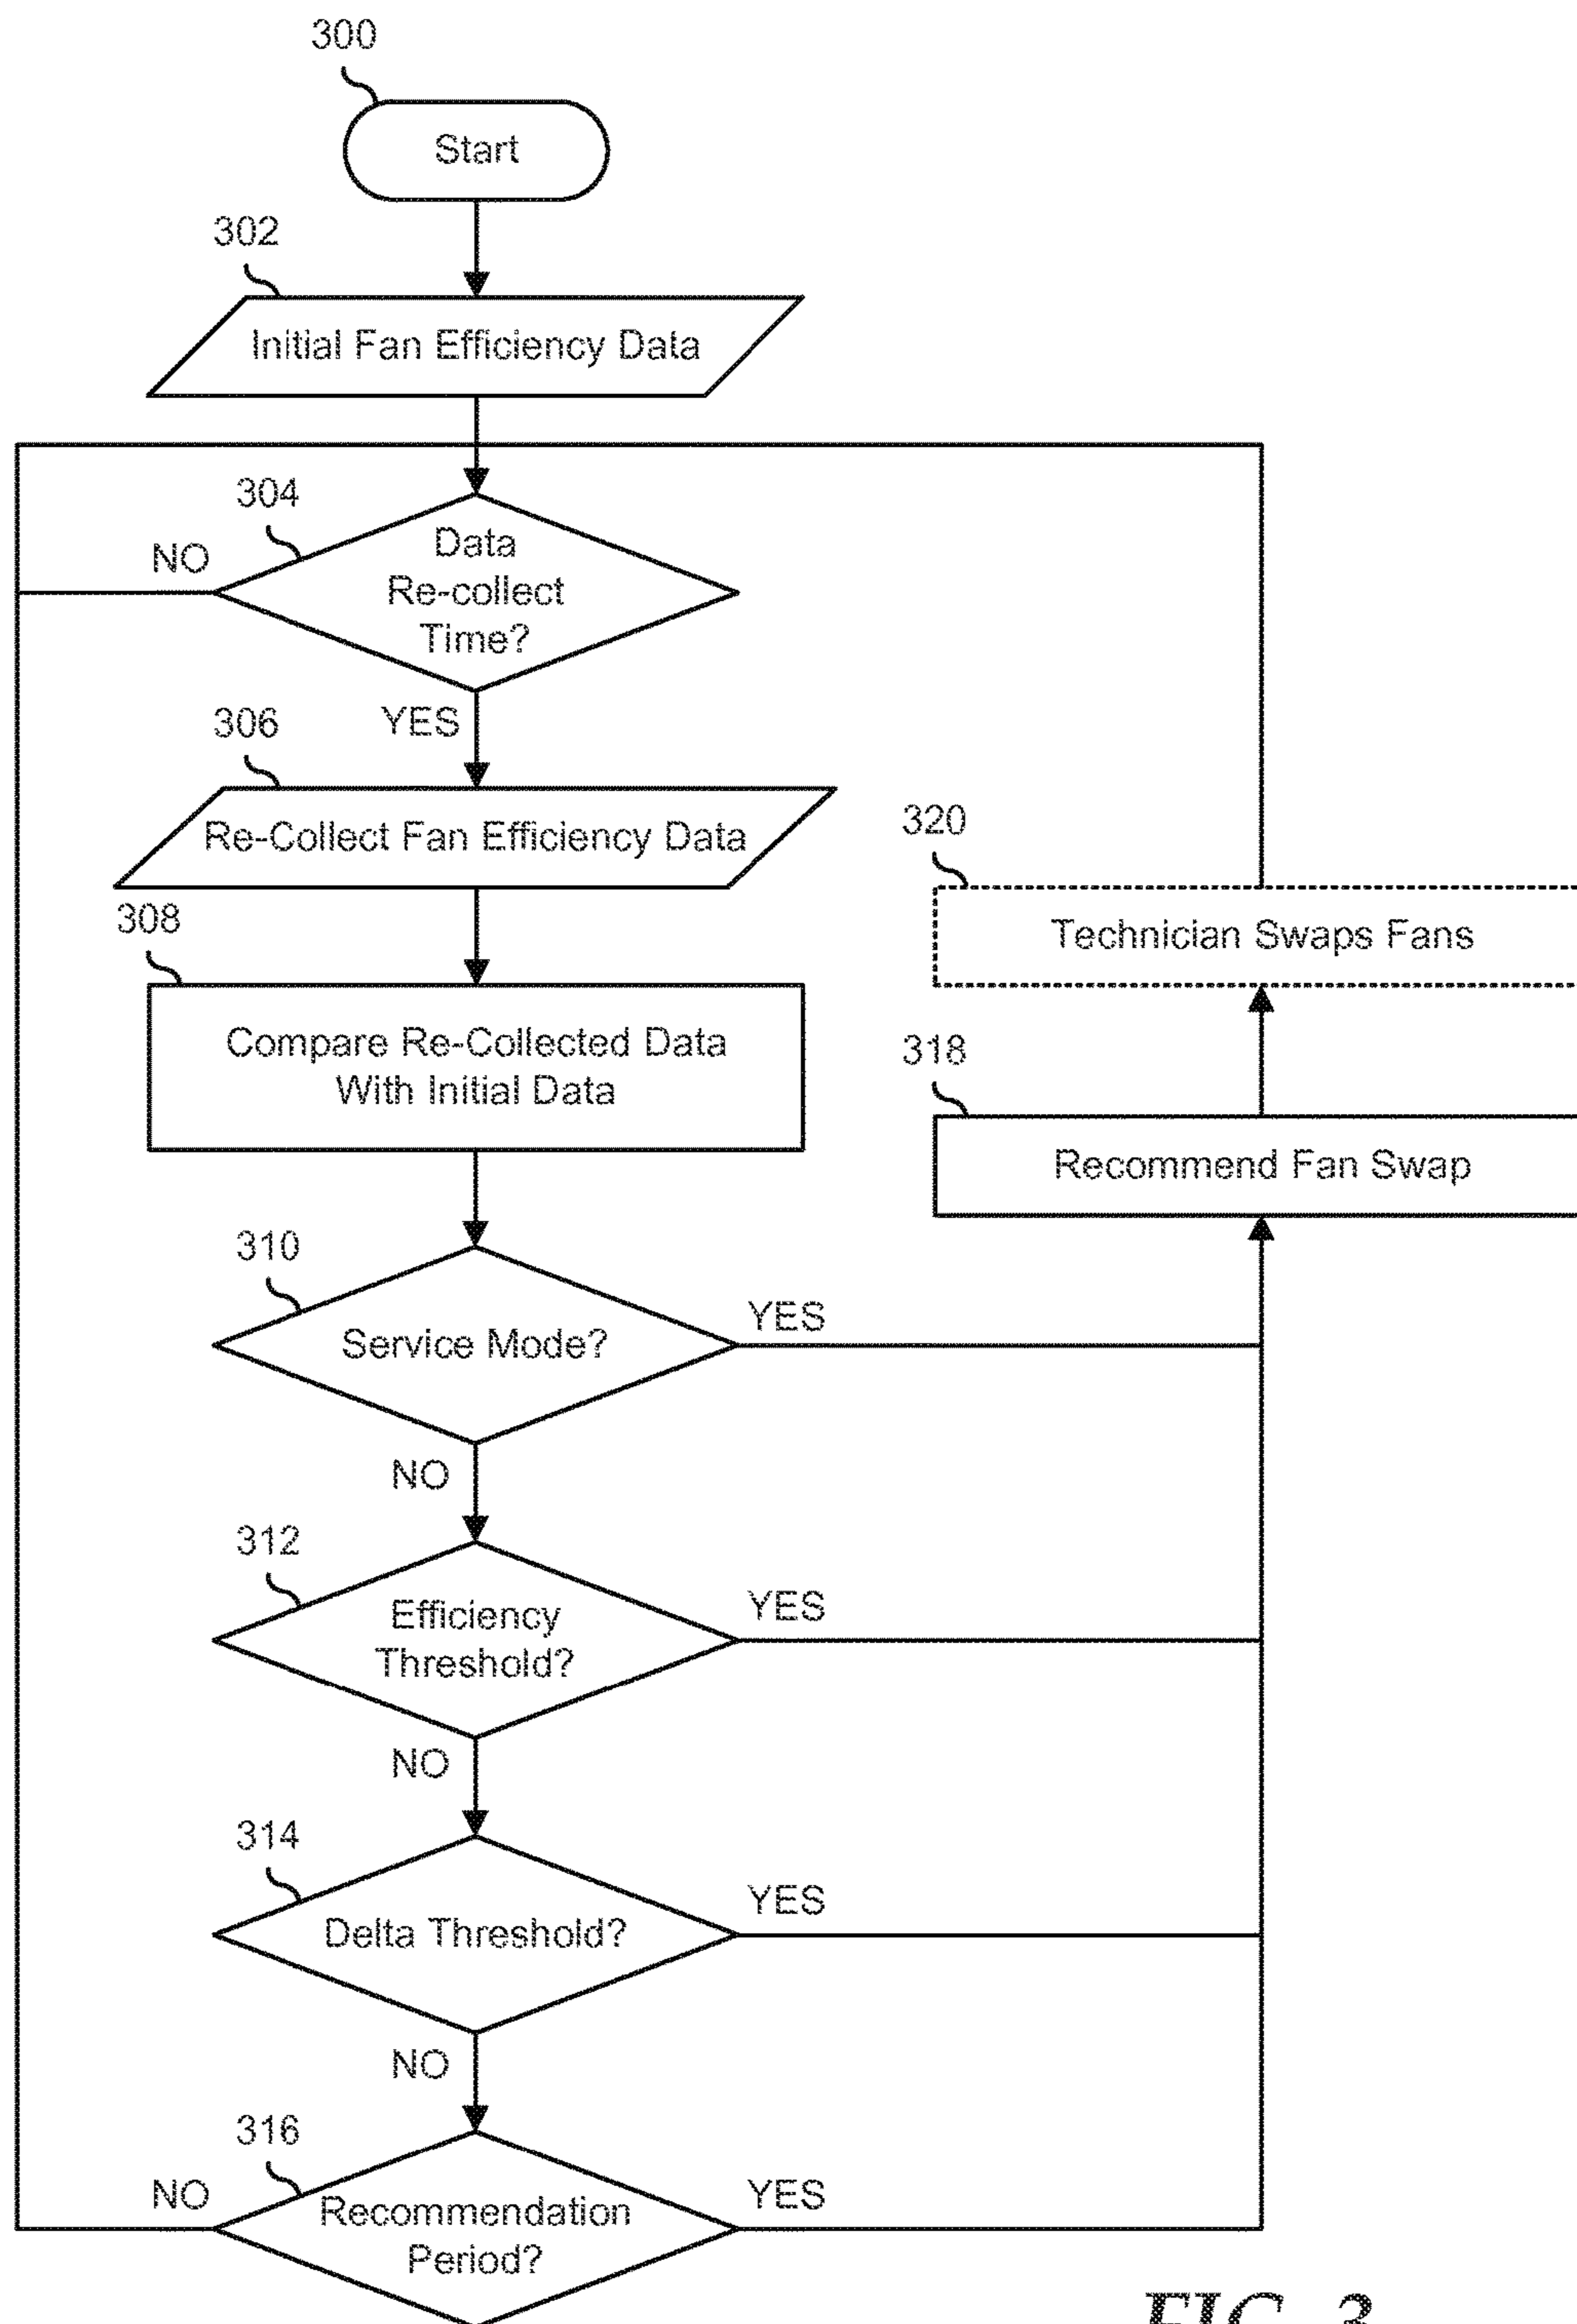 300
Start
302
Initial Fan Efficiency Data
304
NO
Data
Re-collect
Time?
YES
306
Re-Collect Fan Efficiency Data
308
Compare Re-Collected Data
With Initial Data
320
Technician Swaps Fans
318
Recommend Fan Swap
310
Service Mode?
YES
NO
312
Efficiency
Threshold?
YES
NO
314
Delta Threshold?
YES
NO
316
NO
Recommendation
Period?
YES
FIG. 3